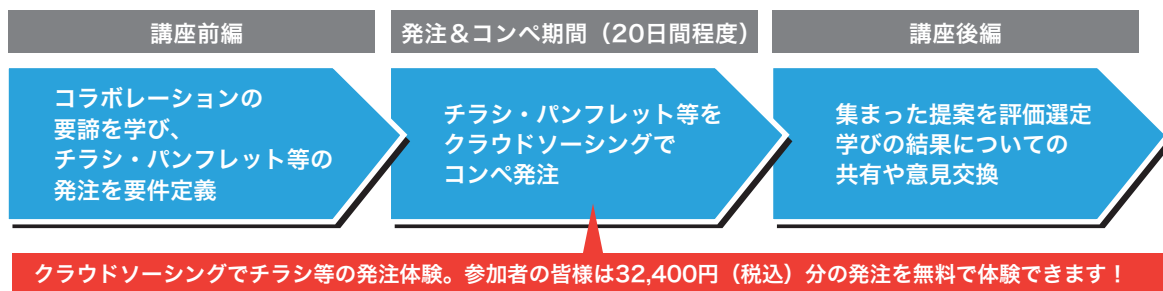 講座前編
コラボレーションの
要諦を学び、
チラシ・パンフレット等の
発注を要件定義
発注＆コンペ期間（20日間程度）
チラシ・パンフレット等を
クラウドソーシングで
コンペ発注
講座後編
集まった提案を評価選定
学びの結果についての
共有や意見交換
クラウドソーシングでチラシ等の発注体験。参加者の皆様は32,400円（税込）分の発注を無料で体験できます！